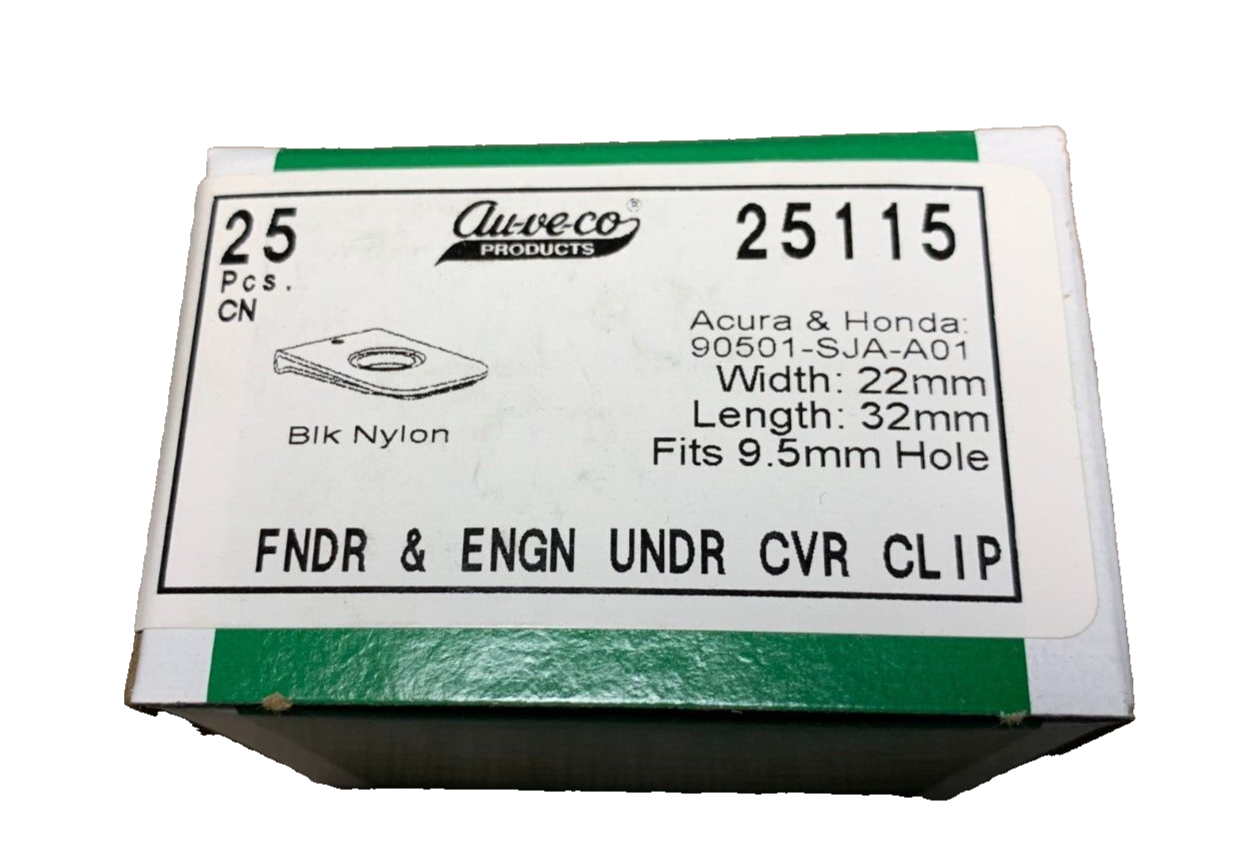 25
Pcs.
CN
Au-ve-co®
PRODUCTS
25115
Acura & Honda:
90501-SJA-A01
Width: 22mm
Length: 32mm
Fits 9.5mm Hole
Blk Nylon
FNDR & ENGN UNDR CVR CLIP